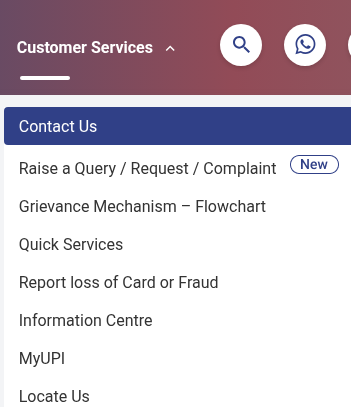 Customer Services
Contact Us
Raise a Query / Request / Complaint New
Grievance Mechanism – Flowchart
Quick Services
Report loss of Card or Fraud
Information Centre
MyUPI
Locate Us